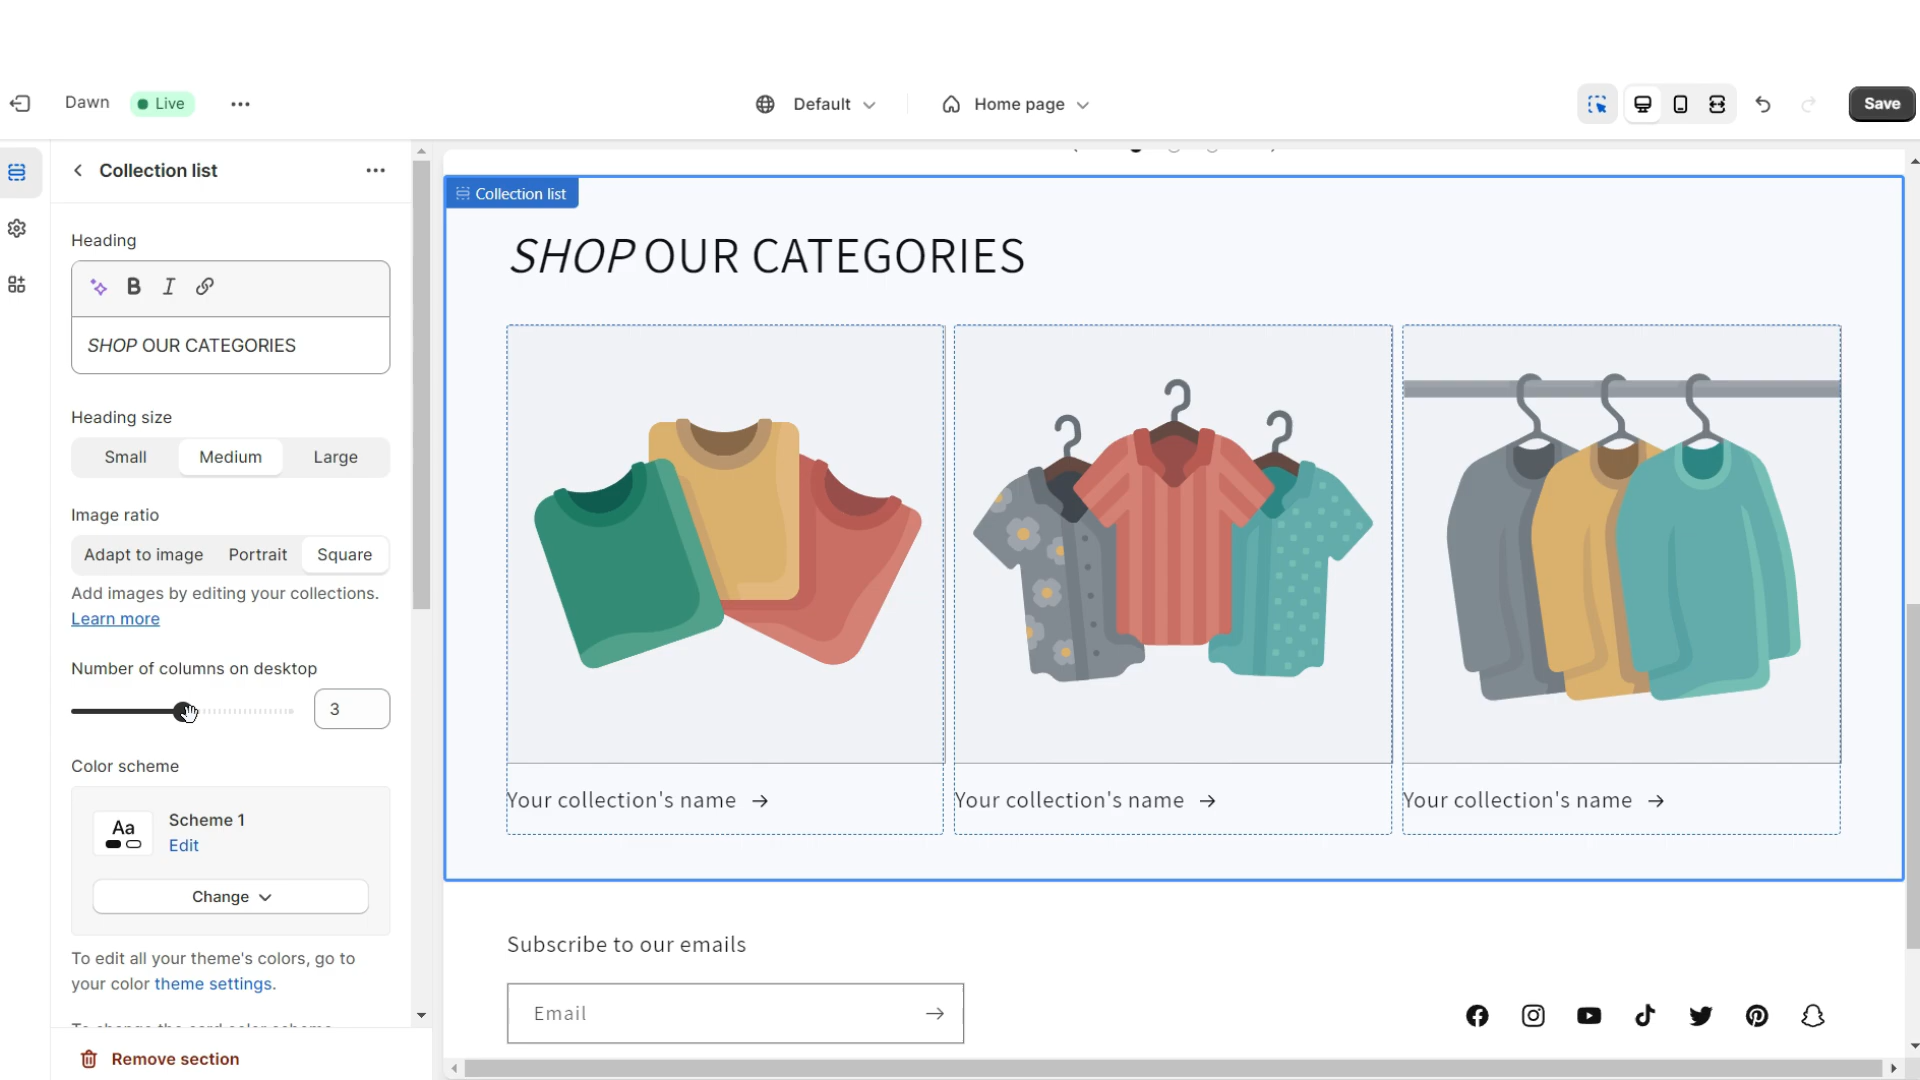 Dawn
Live
Default
Home page
Save
Collection list
Heading
B I
SHOP OUR CATEGORIES
Heading size
Small Medium Large
Image ratio
Adapt to image Portrait Square
Add images by editing your collections.
Learn more
Number of columns on desktop
3
Color scheme
Aa
Scheme 1
Edit
Change
To edit all your theme's colors, go to
your color theme settings.
Remove section
Collection list
SHOP OUR CATEGORIES
Your collection's name →
Your collection's name →
Your collection's name →
Subscribe to our emails
Email →